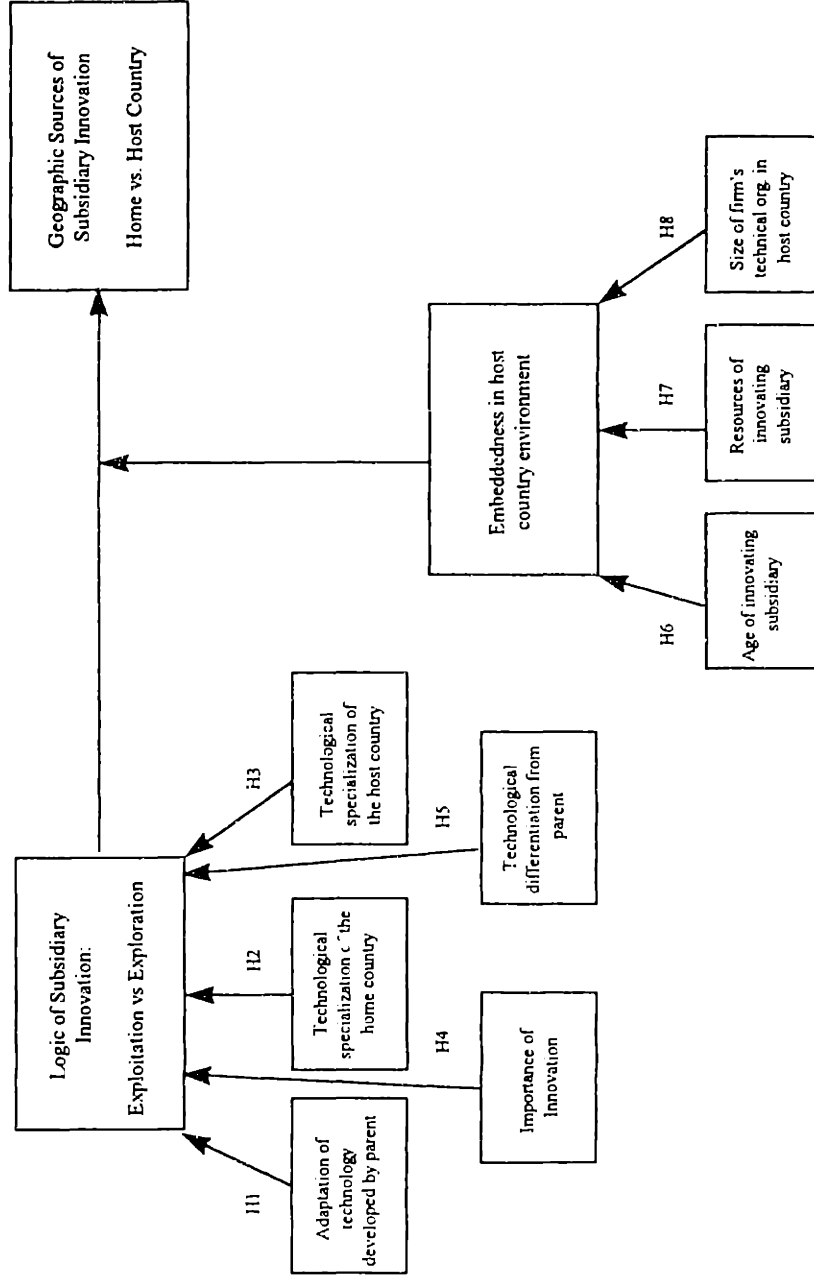 Logic of Subsidiary
Innovation:
Exploitation vs Exploration
Geographic Sources of
Subsidiary Innovation
Home vs. Host Country
H1
H2
H3
Adaptation of
technology
developed by parent
Technological
specialization of the
home country
Technological
specialization of
the host country
H4
H5
Importance of
Innovation
Technological
differentiation from
parent
Embeddedness in host
country environment
H6
H7
H8
Age of innovating
subsidiary
Resources of
innovating
subsidiary
Size of firm's
technical org. in
host country